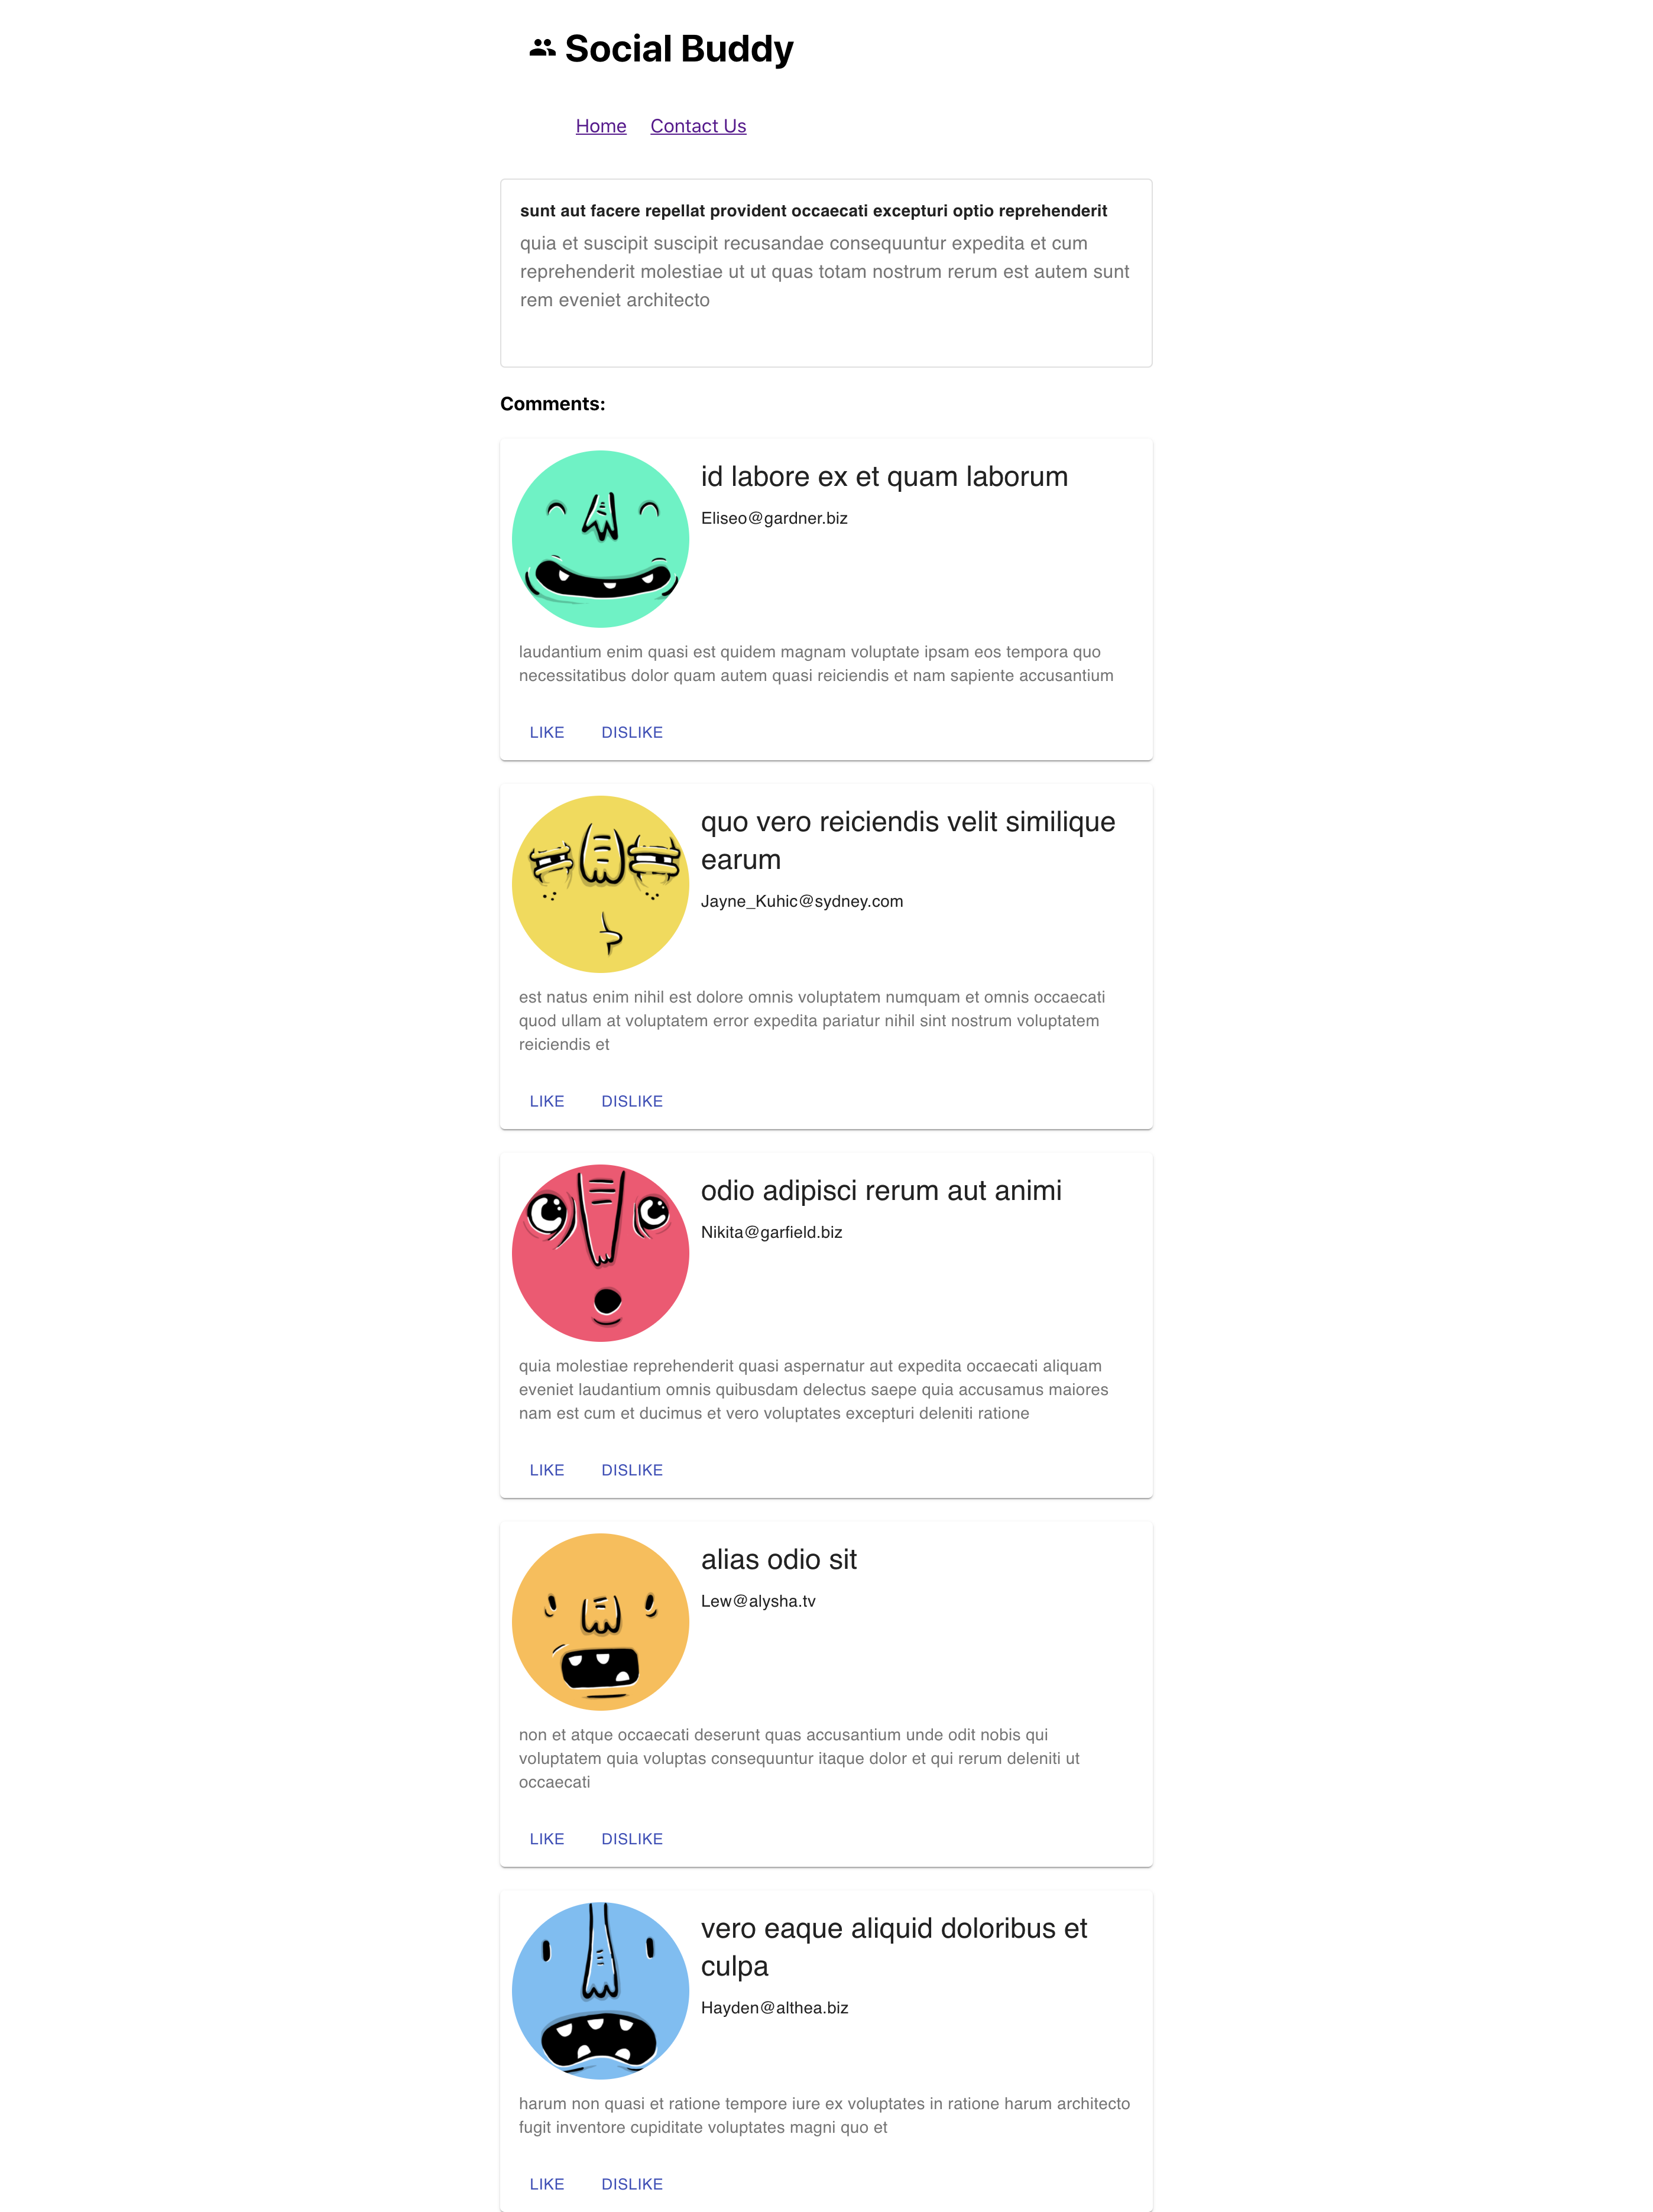 Social Buddy
Home Contact Us
sunt aut facere repellat provident occaecati excepturi optio reprehenderit
quia et suscipit suscipit recusandae consequuntur expedita et cum
reprehenderit molestiae ut ut quas totam nostrum rerum est autem sunt
rem eveniet architecto
Comments:
id labore ex et quam laborum
Eliseo@gardner.biz
laudantium enim quasi est quidem magnam voluptate ipsam eos tempora quo
necessitatibus dolor quam autem quasi reiciendis et nam sapiente accusantium
LIKE DISLIKE
quo vero reiciendis velit similique
earum
Jayne_Kuhic@sydney.com
est natus enim nihil est dolore omnis voluptatem numquam et omnis occaecati
quod ullam at voluptatem error expedita pariatur nihil sint nostrum voluptatem
reiciendis et
LIKE DISLIKE
odio adipisci rerum aut animi
Nikita@garfield.biz
quia molestiae reprehenderit quasi aspernatur aut expedita occaecati aliquam
eveniet laudantium omnis quibusdam delectus saepe quia accusamus maiores
nam est cum et ducimus et vero voluptates excepturi deleniti ratione
LIKE DISLIKE
alias odio sit
Lew@alysha.tv
non et atque occaecati deserunt quas accusantium unde odit nobis qui
voluptatem quia voluptas consequuntur itaque dolor et qui rerum deleniti ut
occaecati
LIKE DISLIKE
vero eaque aliquid doloribus et
culpa
Hayden@althea.biz
harum non quasi et ratione tempore iure ex voluptates in ratione harum architecto
fugit inventore cupiditate voluptates magni quo et
LIKE DISLIKE